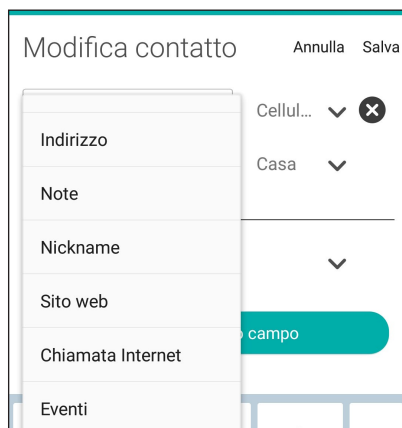 Modifica contatto Annulla Salva
Cellul...
Indirizzo
Casa
Note
Nickname
Sito web
campo
Chiamata Internet
Eventi